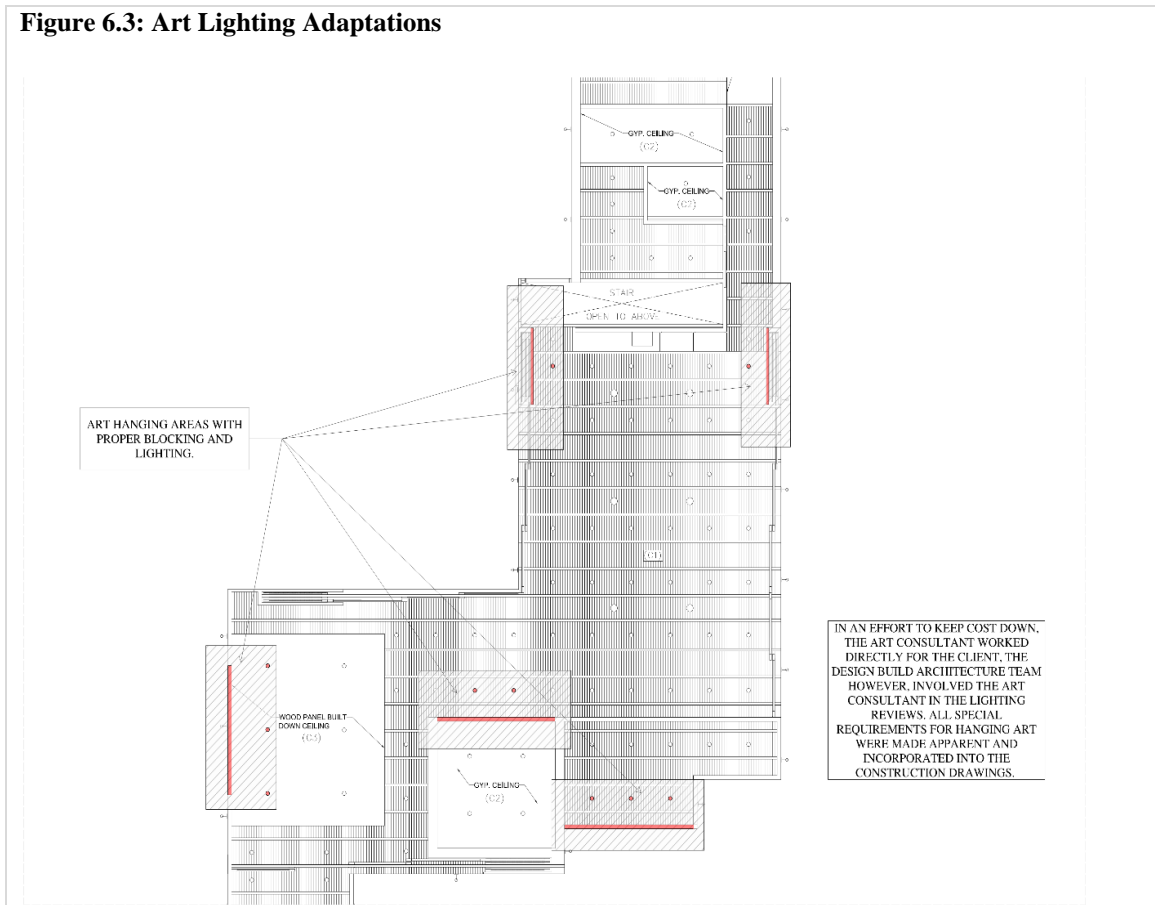 Figure 6.3: Art Lighting Adaptations
GYP. CEILING
(C2)
GYP. CEILING
(C2)
STAIR
OPEN TO ABOVE
ART HANGING AREAS WITH
PROPER BLOCKING AND
LIGHTING.
(C1)
IN AN EFFORT TO KEEP COST DOWN,
THE ART CONSULTANT WORKED
DIRECTLY FOR THE CLIENT, THE
DESIGN BUILD ARCHITECTURE TEAM
HOWEVER, INVOLVED THE ART
CONSULTANT IN THE LIGHTING
REVIEWS. ALL SPECIAL
REQUIREMENTS FOR HANGING ART
WERE MADE APPARENT AND
INCORPORATED INTO THE
CONSTRUCTION DRAWINGS.
WOOD PANEL BUILT
DOWN CEILING
(C3)
GYP. CEILING
(C2)